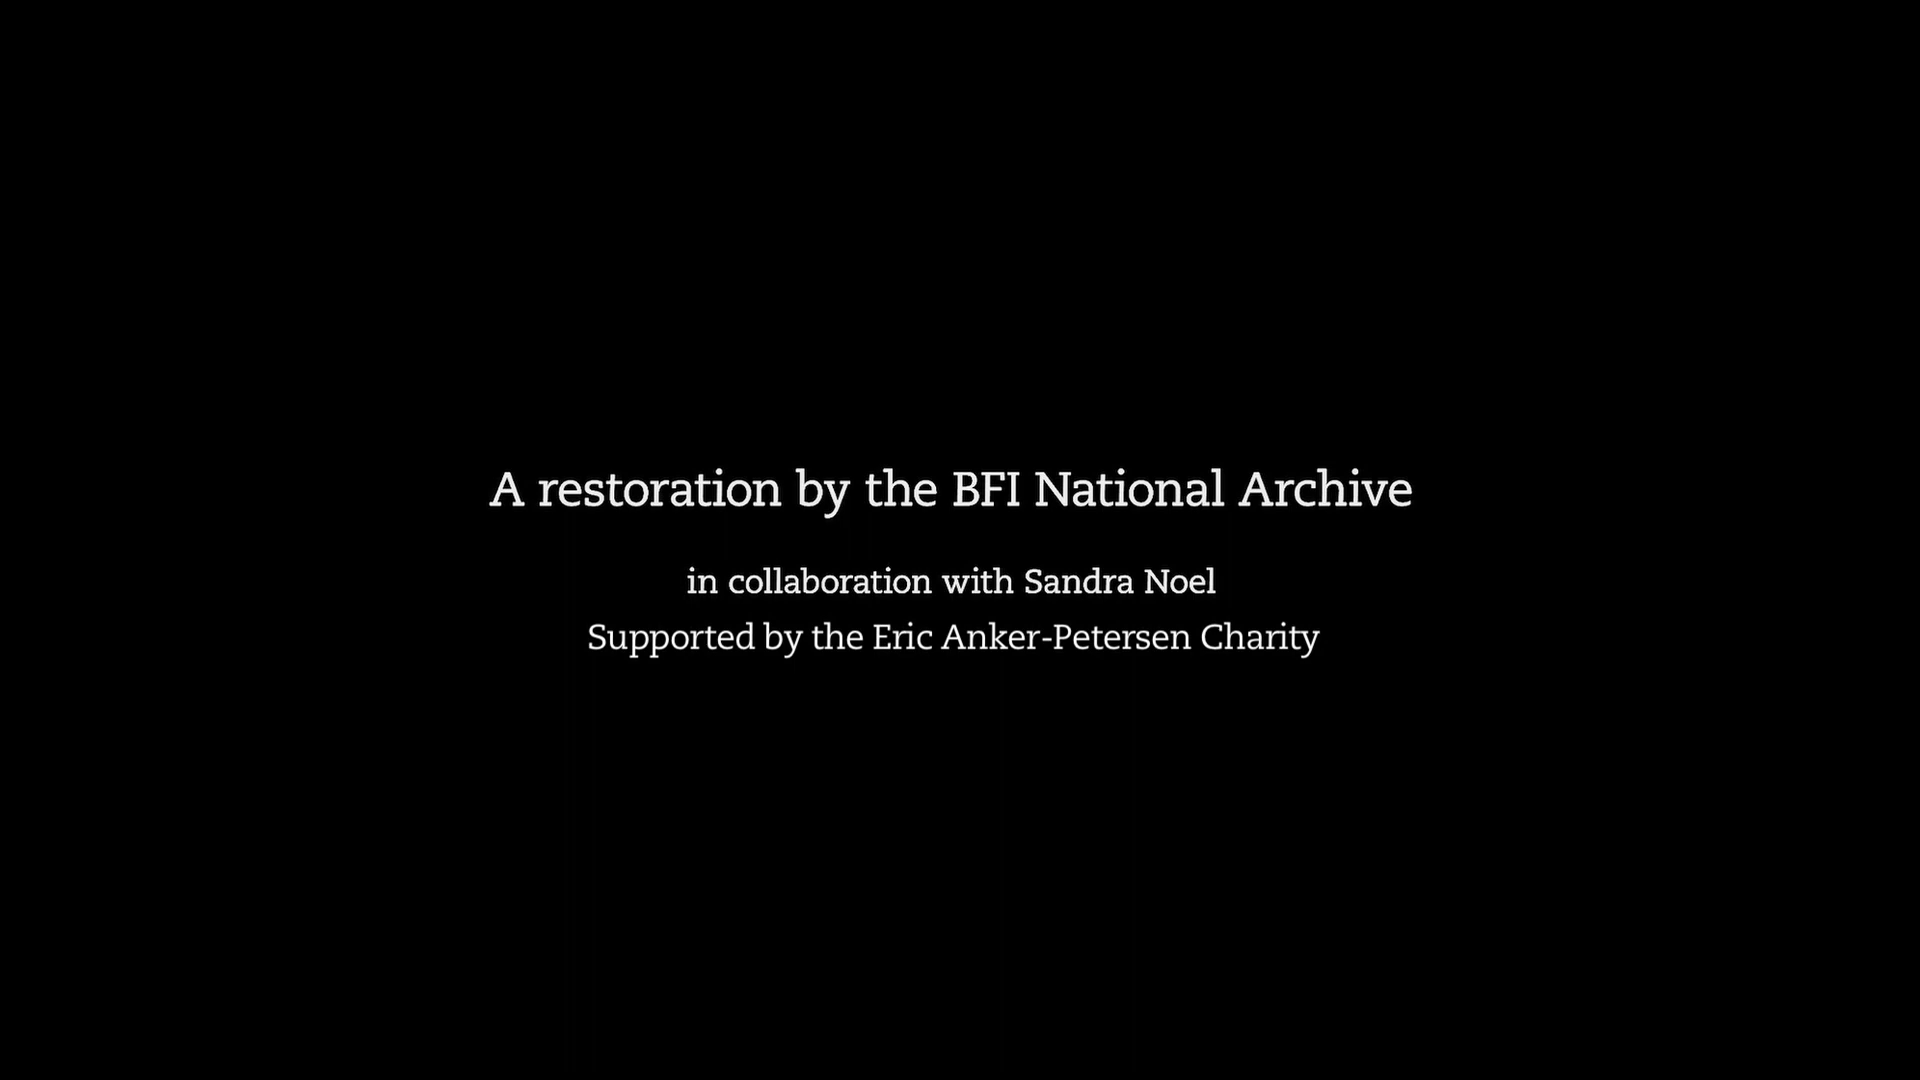 A restoration by the BFI National Archive
in collaboration with Sandra Noel
Supported by the Eric Anker-Petersen Charity